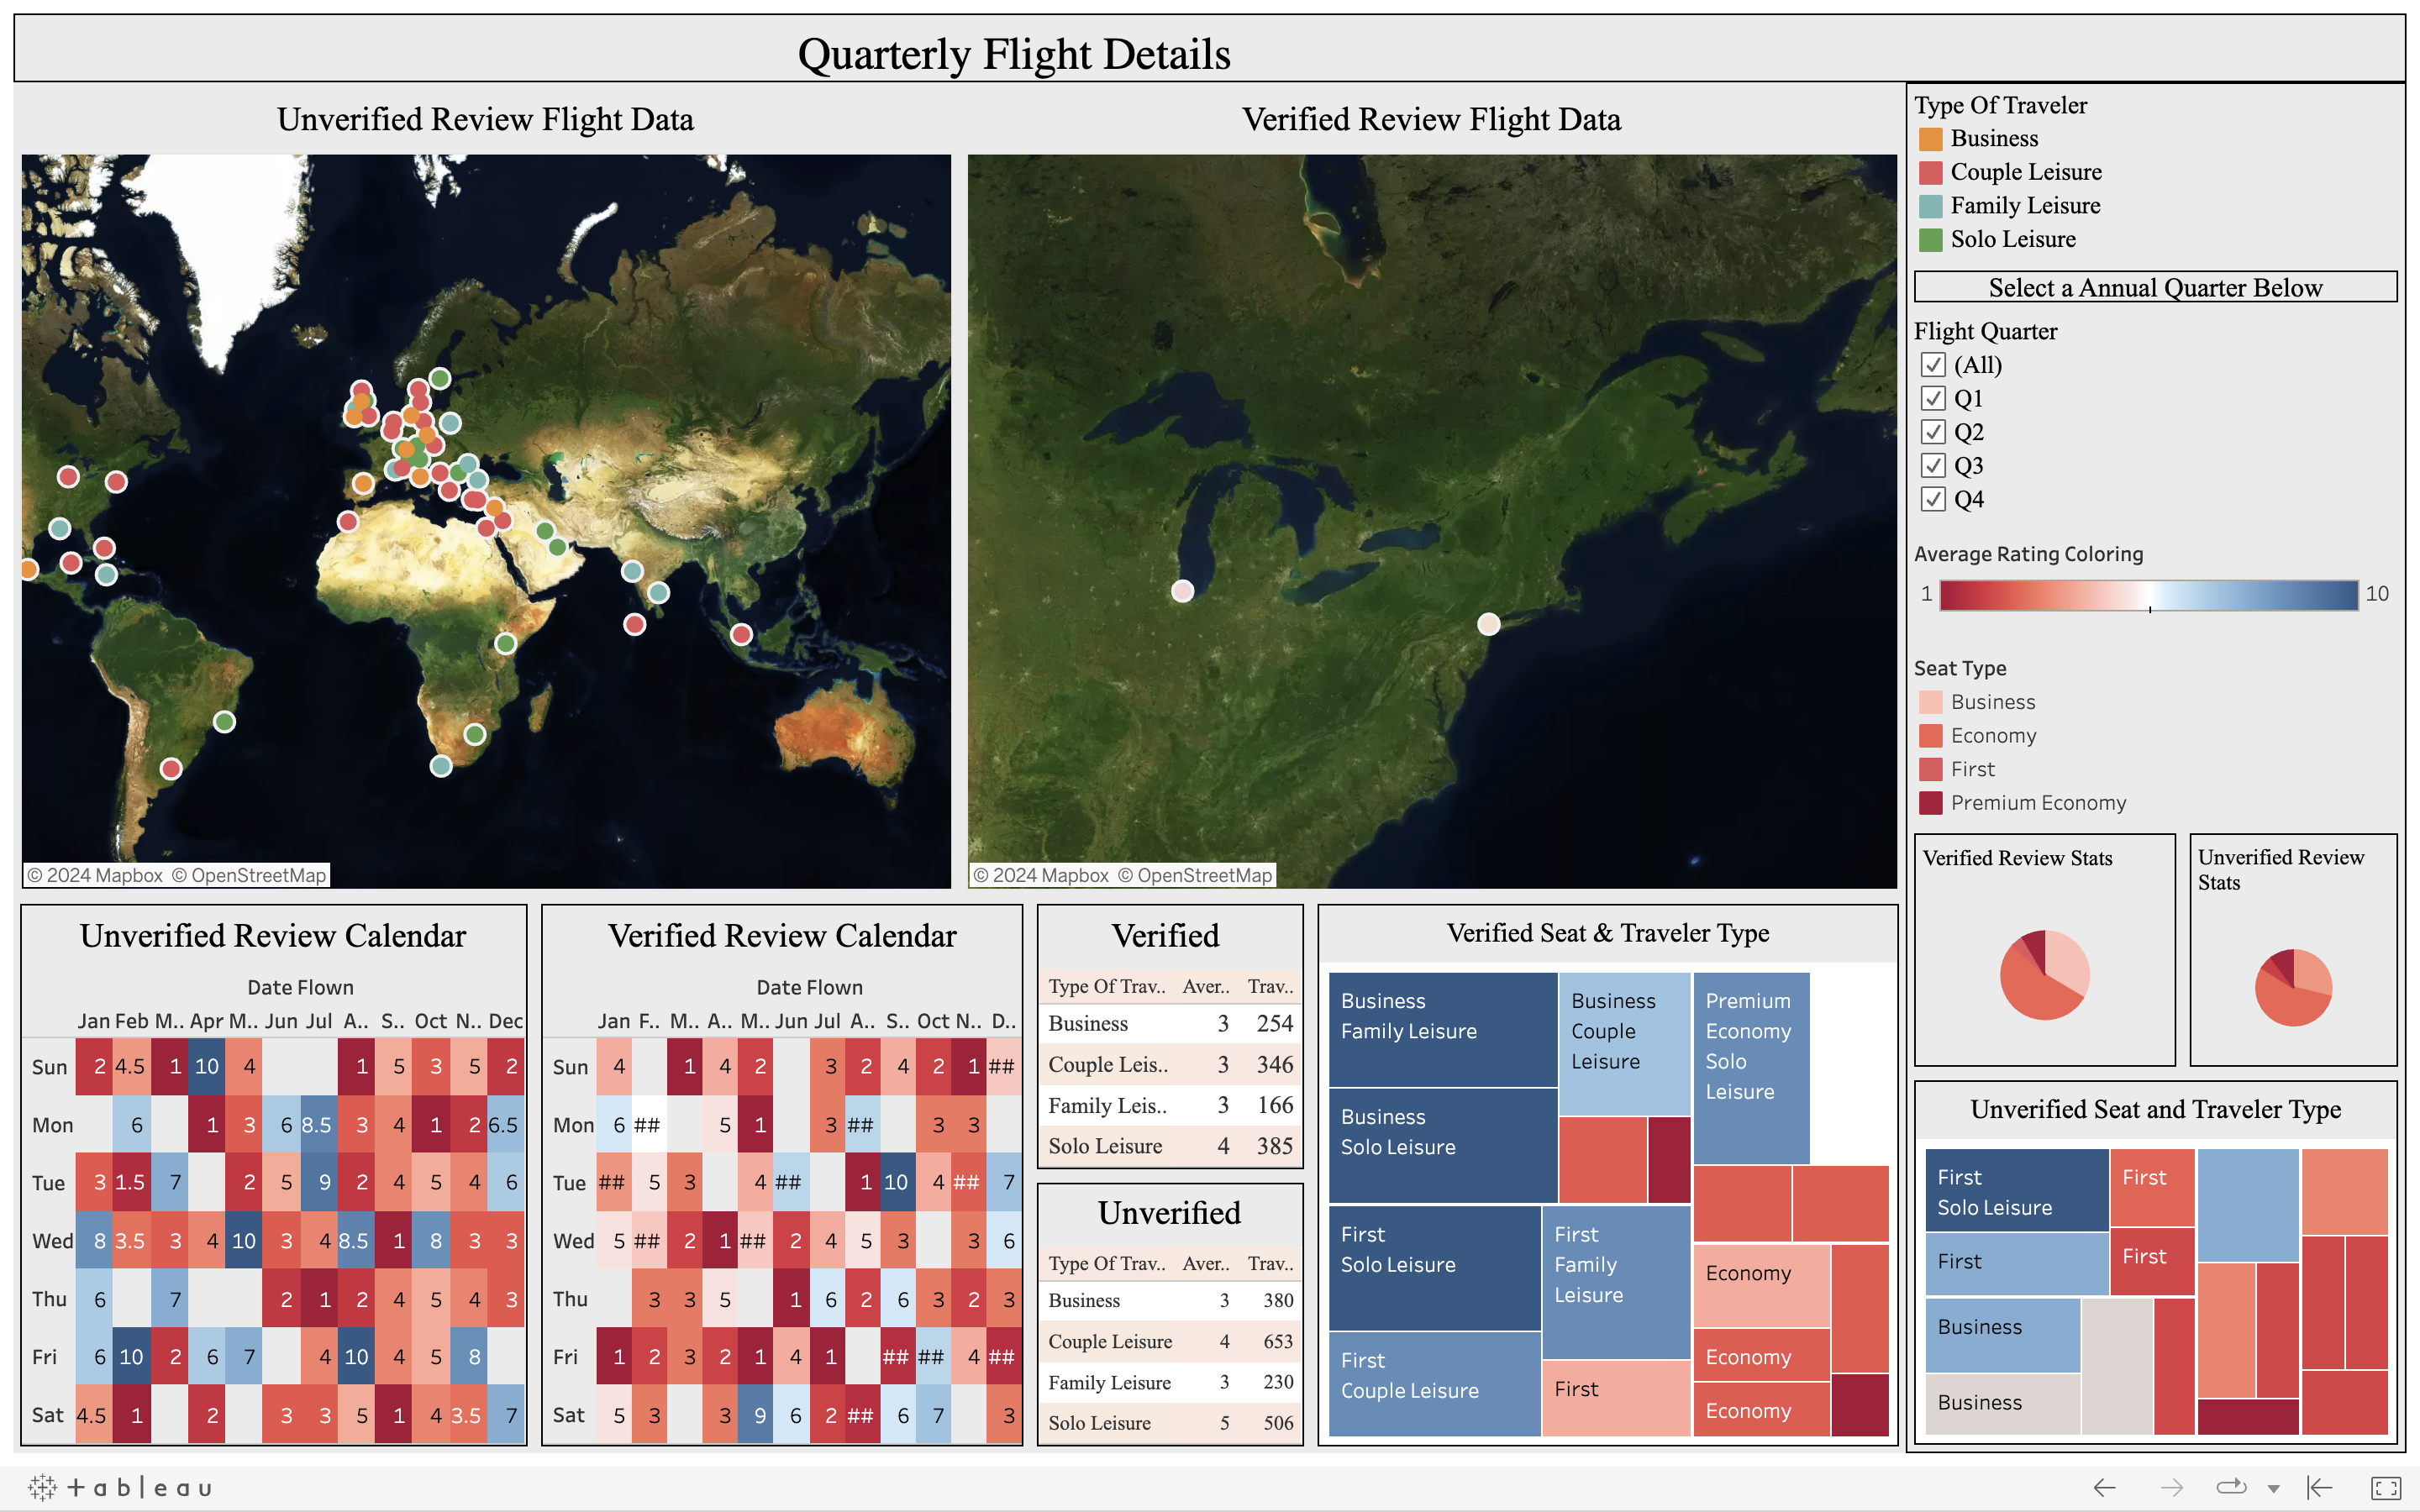 Quarterly Flight Details
Unverified Review Flight Data
© 2024 Mapbox © OpenStreetMap
Verified Review Flight Data
© 2024 Mapbox © OpenStreetMap
Type Of Traveler
Business
Couple Leisure
Family Leisure
Solo Leisure
Select a Annual Quarter Below
Flight Quarter
(All)
Q1
Q2
Q3
Q4
Average Rating Coloring
1 10
Seat Type
Business
Economy
First
Premium Economy
Verified Review Stats
Unverified Review
Stats
Unverified Review Calendar
Date Flown
Jan Feb M.. Apr M.. Jun Jul A.. S.. Oct N.. Dec
Sun 2 4.5 1 10 4 1 5 3 5 2
Mon 6 1 3 6 8.5 3 4 1 2 6.5
Tue 3 1.5 7 2 5 9 2 4 5 4 6
Wed 8 3.5 3 4 10 3 4 8.5 1 8 3 3
Thu 6 7 2 1 2 4 5 4 3
Fri 6 10 2 6 7 4 10 4 5 8
Sat 4.5 1 2 3 3 5 1 4 3.5 7
Verified Review Calendar
Date Flown
Jan F.. M.. A.. M.. Jun Jul A.. S.. Oct N.. D..
Sun 4 1 4 2 3 2 4 2 1 ##
Mon 6 ## 5 1 3 ## 3 3
Tue ## 5 3 4 ## 1 10 4 ## 7
Wed 5 ## 2 1 ## 2 4 5 3 3 6
Thu 3 3 5 1 6 2 6 3 2 3
Fri 1 2 3 2 1 4 1 ## ## 4 ##
Sat 5 3 3 9 6 2 ## 6 7 3
Verified
Type Of Trav.. Aver.. Trav..
Business 3 254
Couple Leis.. 3 346
Family Leis.. 3 166
Solo Leisure 4 385
Unverified
Type Of Trav.. Aver.. Trav..
Business 3 380
Couple Leisure 4 653
Family Leisure 3 230
Solo Leisure 5 506
Verified Seat & Traveler Type
Business
Family Leisure
Business
Solo Leisure
Business
Couple
Leisure
Premium
Economy
Solo
Leisure
First
Solo Leisure
First
Couple Leisure
First
Family
Leisure
First
Economy
Economy
Economy
Unverified Seat and Traveler Type
First
Solo Leisure
First
First
First
Business
Business
+ableau